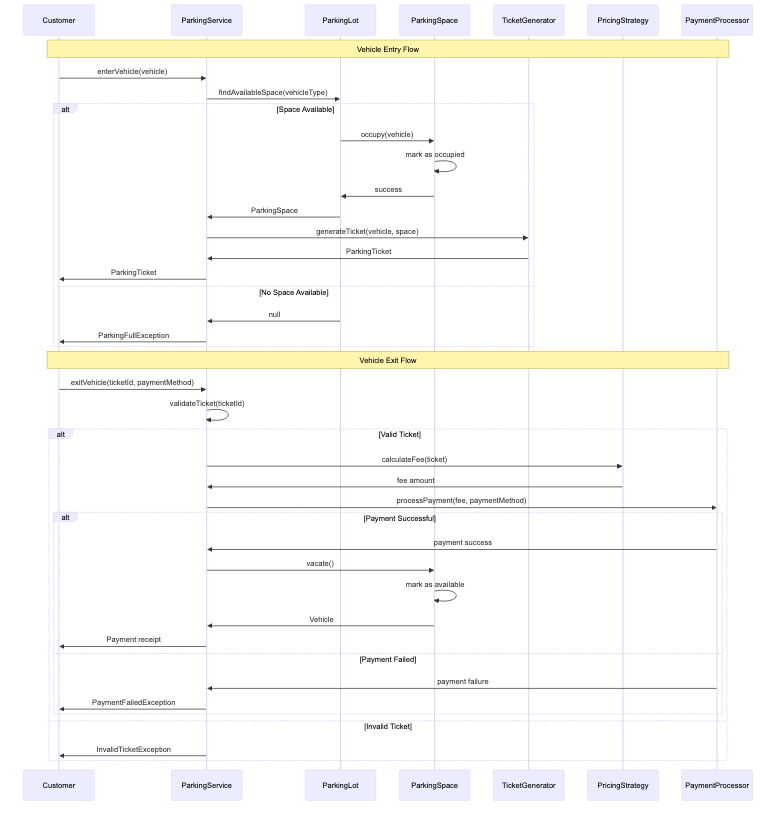 Customer ParkingService ParkingLot ParkingSpace TicketGenerator PricingStrategy PaymentProcessor
Vehicle Entry Flow
enterVehicle(vehicle)
findAvailableSpace(vehicleType)
alt [Space Available]
occupy(vehicle)
mark as occupied
success
ParkingSpace
generateTicket(vehicle, space)
ParkingTicket
ParkingTicket
[No Space Available]
null
ParkingFullException
Vehicle Exit Flow
exitVehicle(ticketId, paymentMethod)
validateTicket(ticketId)
alt [Valid Ticket]
calculateFee(ticket)
fee amount
processPayment(fee, paymentMethod)
alt [Payment Successful]
payment success
vacate()
mark as available
Vehicle
Payment receipt
[Payment Failed]
payment failure
PaymentFailedException
[Invalid Ticket]
InvalidTicketException
Customer ParkingService ParkingLot ParkingSpace TicketGenerator PricingStrategy PaymentProcessor